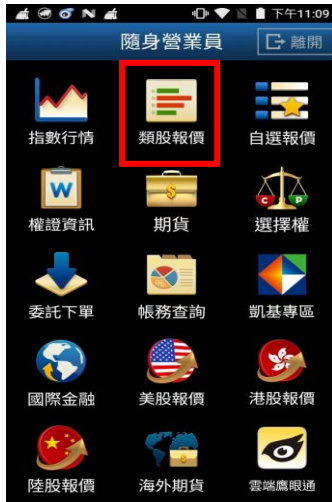 下午11:09
隨身營業員
離開
指數行情
類股報價
自選報價
W
權證資訊
$
期貨
C P
選擇權
委託下單
帳務查詢
凱基專區
國際金融
美股報價
港股報價
陸股報價
海外期貨
雲端鷹眼通